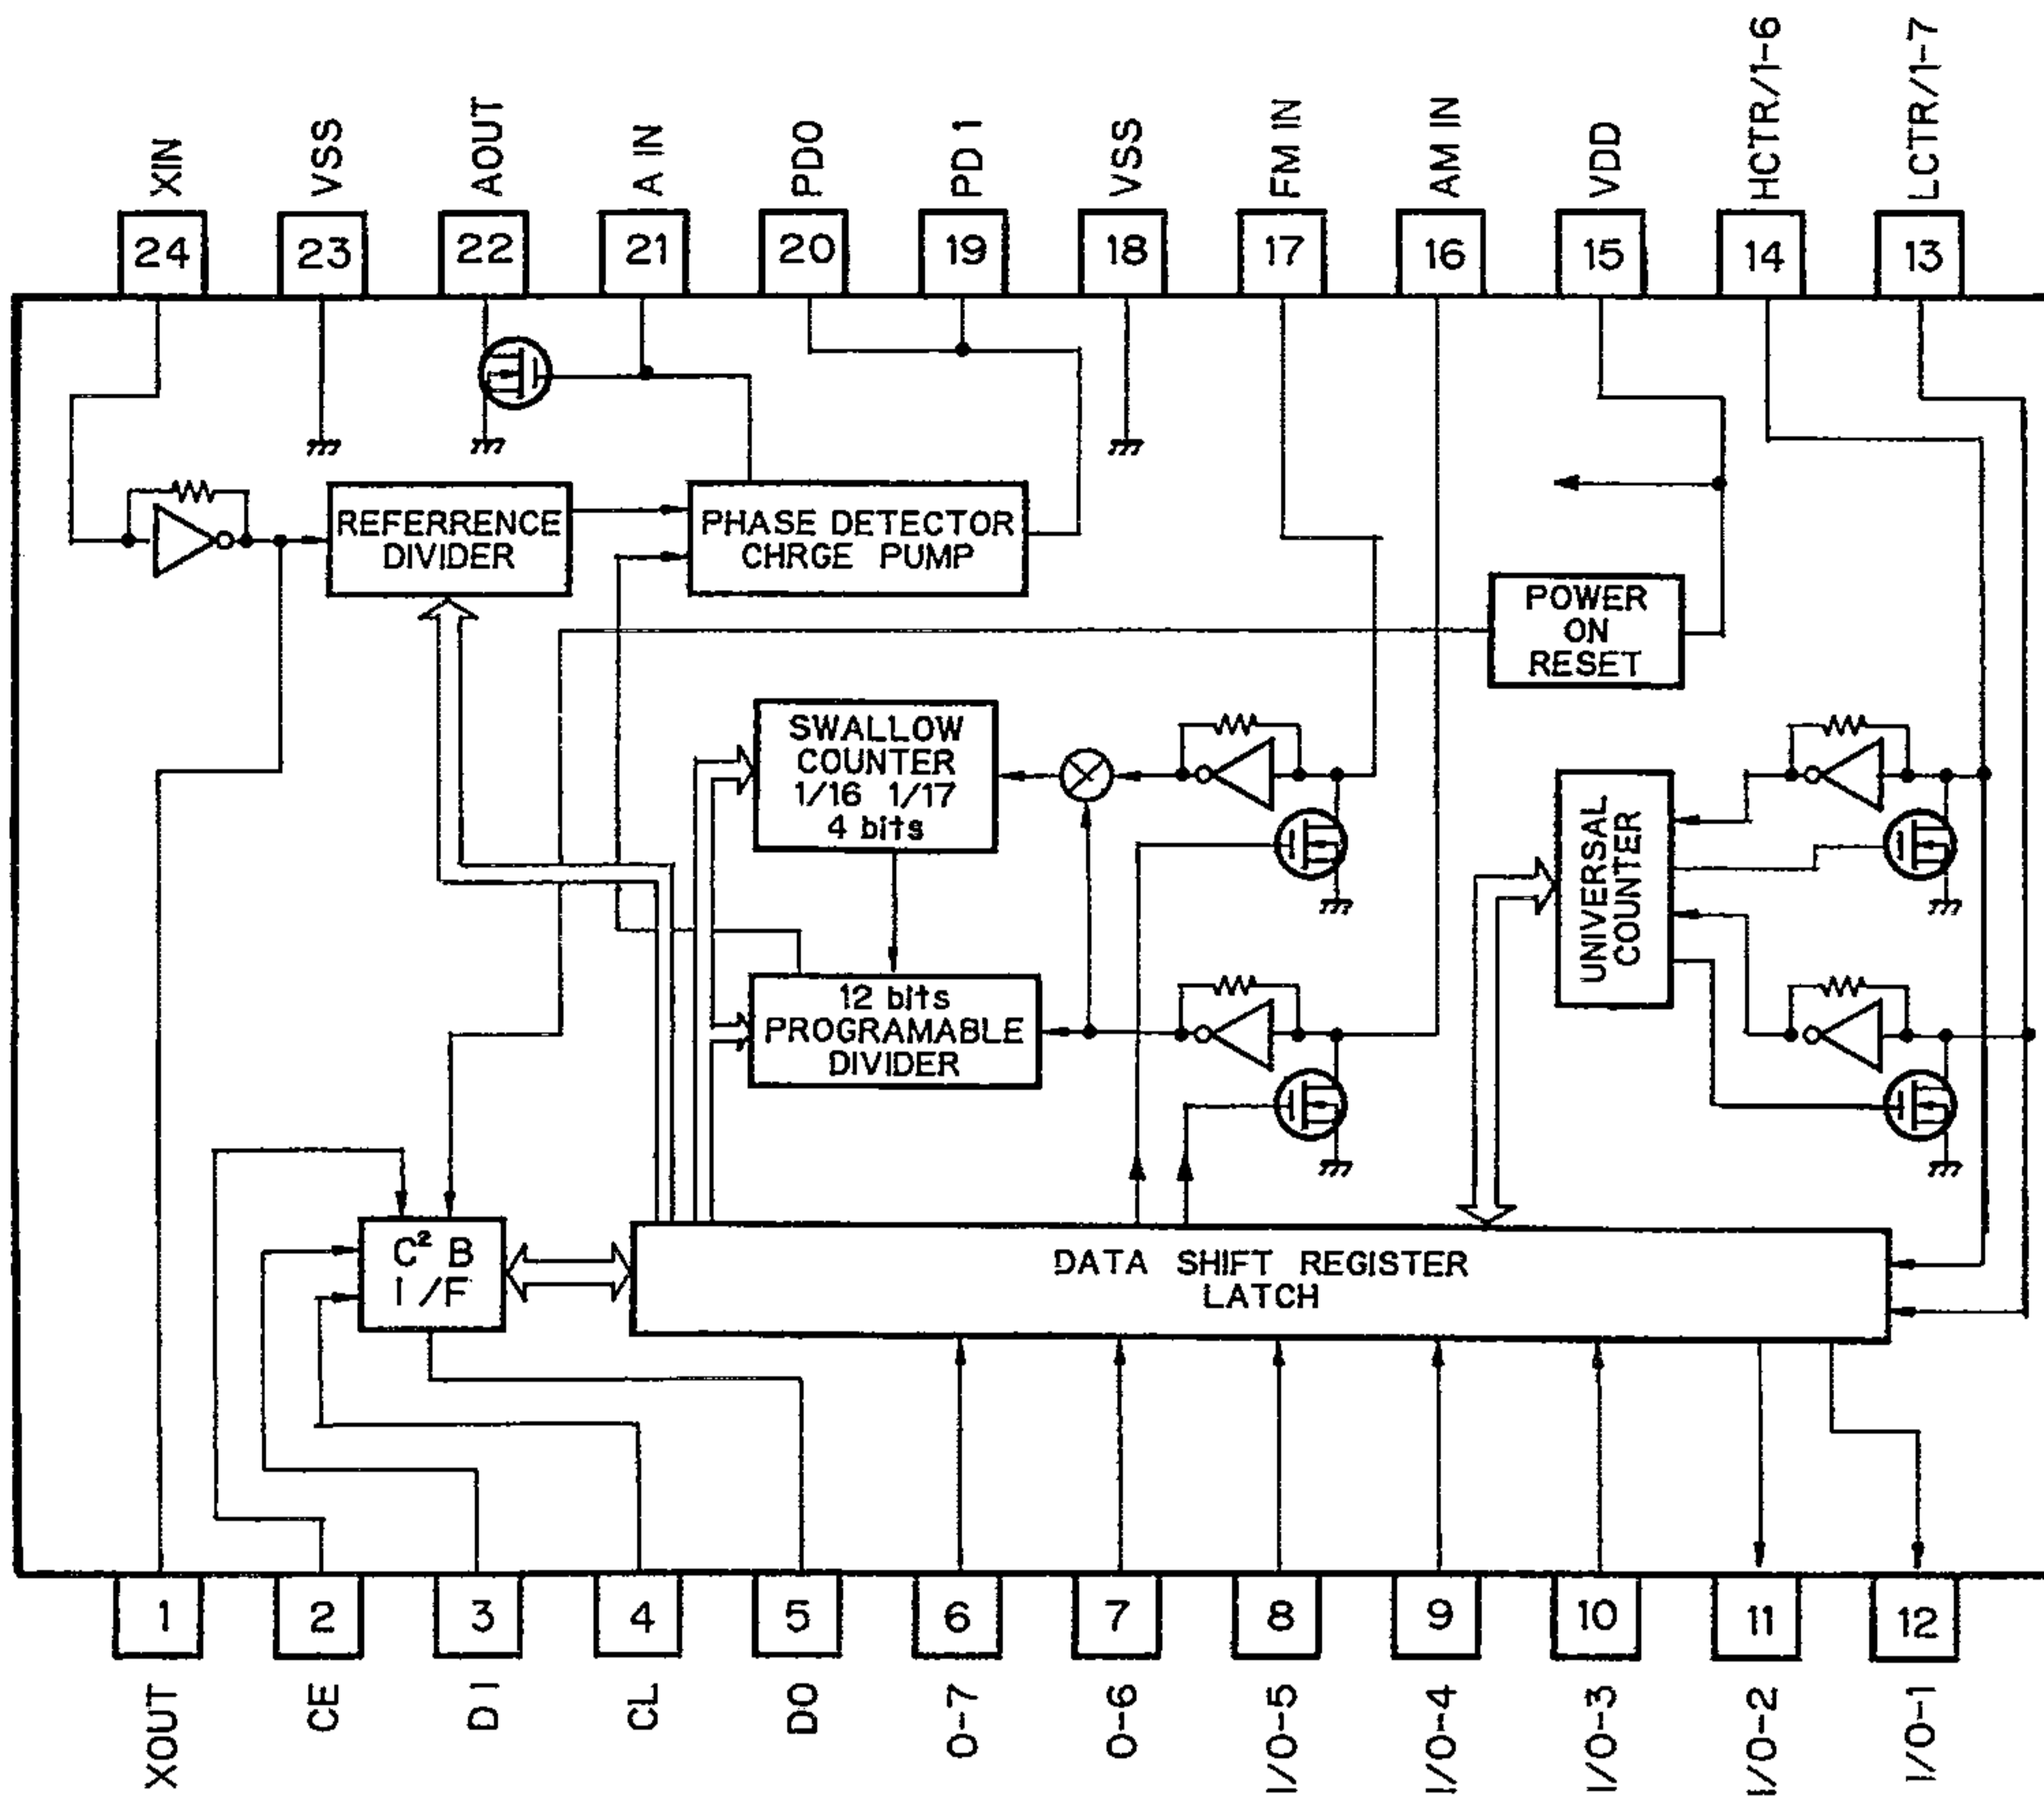 XIN
VSS
AOUT
A IN
PD0
PD 1
VSS
FM IN
AM IN
VDD
HCTR/1-6
LCTR/1-7
24
23
22
21
20
19
18
17
16
15
14
13
REFERRENCE
DIVIDER
PHASE DETECTOR
CHRGE PUMP
POWER
ON
RESET
SWALLOW
COUNTER
1/16 1/17
4 bits
UNIVERSAL
COUNTER
12 bits
PROGRAMABLE
DIVIDER
C² B
I/F
DATA SHIFT REGISTER
LATCH
1
2
3
4
5
6
7
8
9
10
11
12
XOUT
CE
DI
CL
DO
O-7
O-6
I/O-5
I/O-4
I/O-3
I/O-2
I/O-1